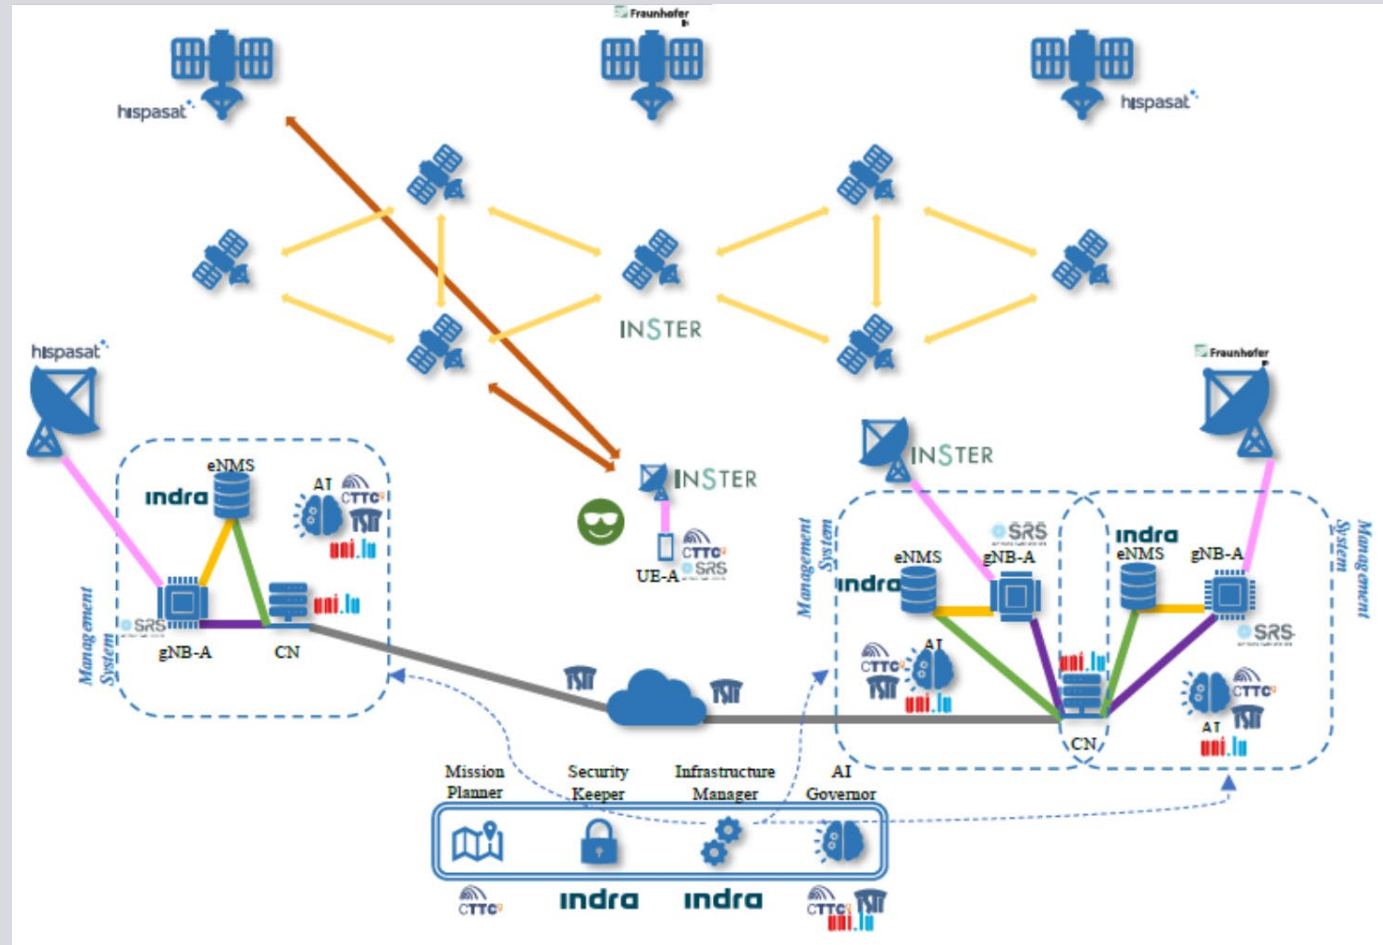 Fraunhofer
hispasat
hispasat
INSTER
hispasat
Fraunhofer
INSTER
INSTER
eNMS
indra
AI
CTTC
uni.lu
SRS
gNB-A
uni.lu
CN
Management
System
CTTC
SRS
UE-A
Management
System
SRS
eNMS
gNB-A
indra
AI
CTTC
uni.lu
indra
eNMS
gNB-A
SRS
Management
System
uni.lu
CN
CTTC
AI
uni.lu
Mission
Planner
Security
Keeper
Infrastructure
Manager
AI
Governor
CTTC
indra
indra
CTTC
uni.lu